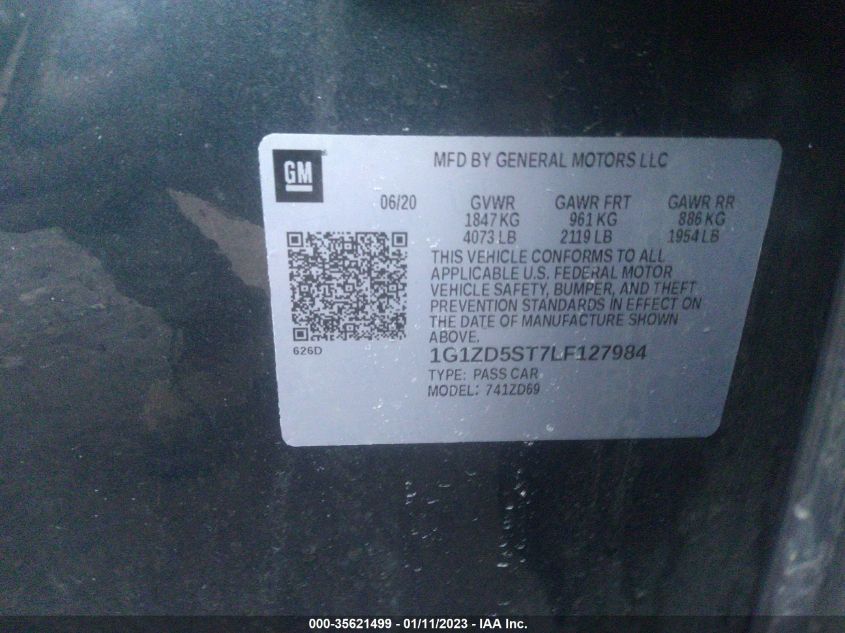 GM
MFD BY GENERAL MOTORS LLC
06/20 GVWR GAWR FRT GAWR RR
1847 KG 961 KG 886 KG
4073 LB 2119 LB 1954 LB
THIS VEHICLE CONFORMS TO ALL
APPLICABLE U.S. FEDERAL MOTOR
VEHICLE SAFETY, BUMPER, AND THEFT
PREVENTION STANDARDS IN EFFECT ON
THE DATE OF MANUFACTURE SHOWN
ABOVE.
626D
1G1ZD5ST7LF127984
TYPE: PASS CAR
MODEL: 741ZD69
000-35621499 - 01/11/2023 - IAA, Inc.